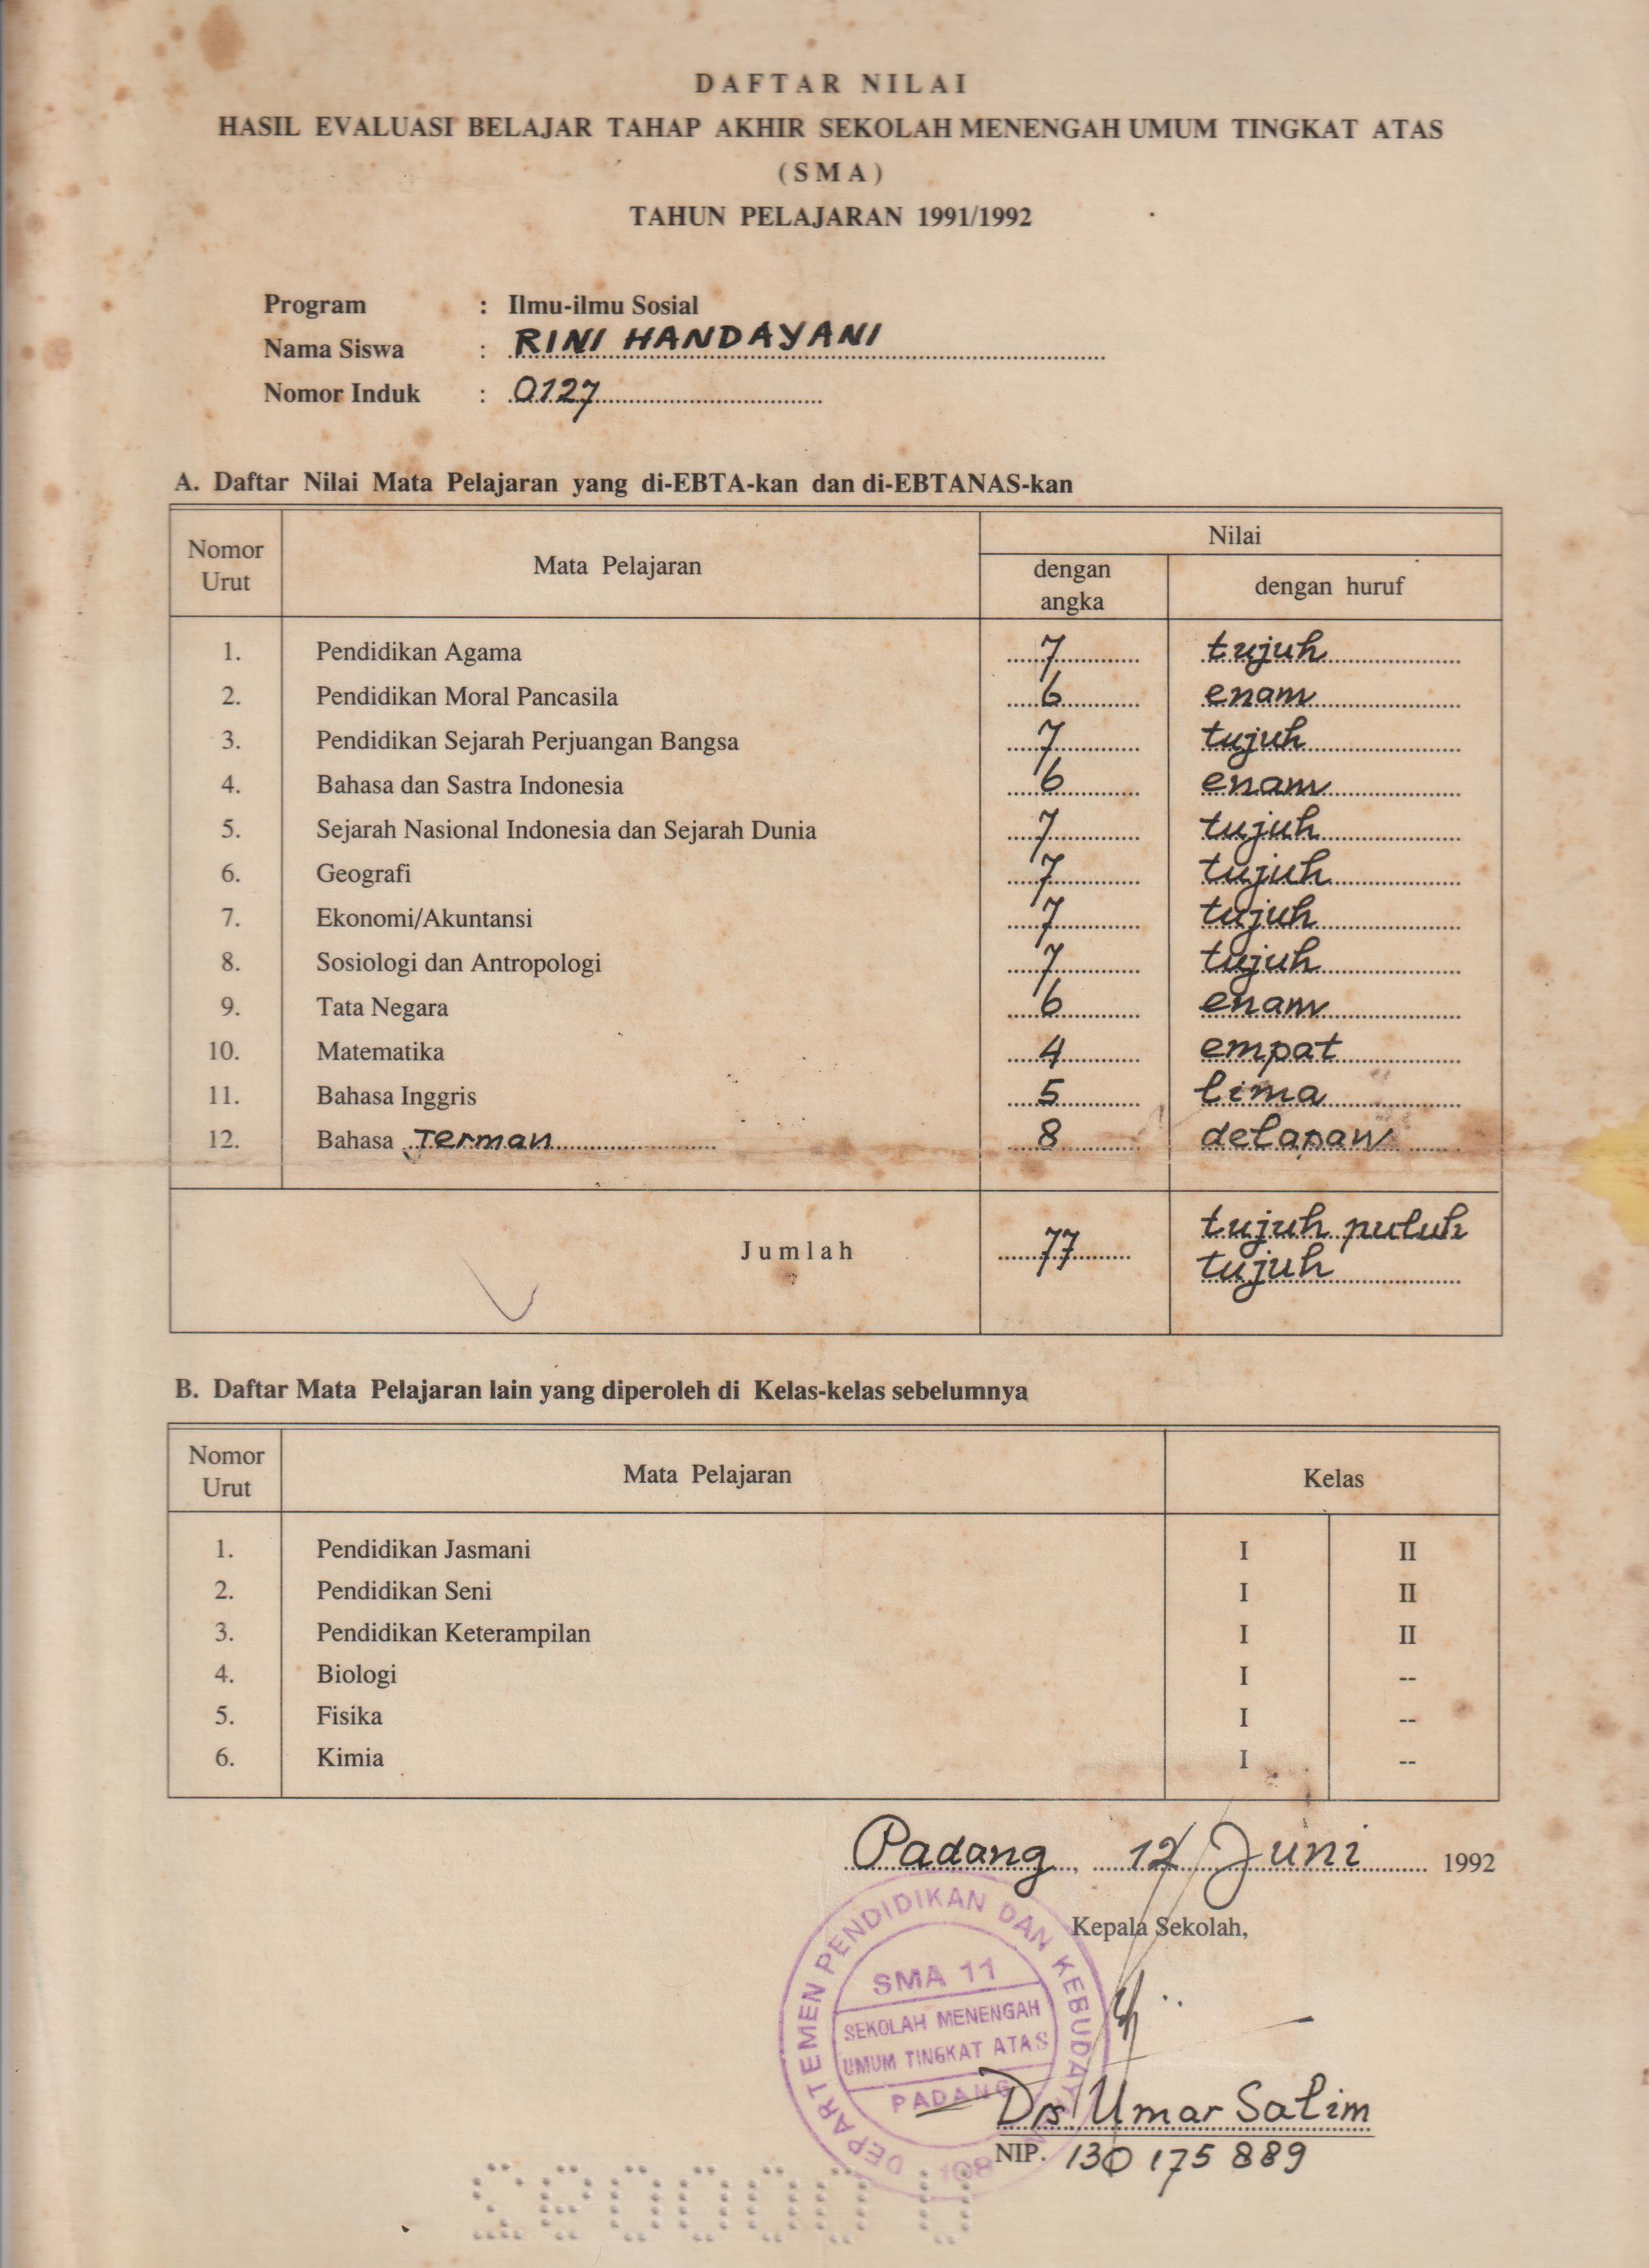 DAFTAR NILAI
HASIL EVALUASI BELAJAR TAHAP AKHIR SEKOLAH MENENGAH UMUM TINGKAT ATAS
(SMA)
TAHUN PELAJARAN 1991/1992
Program : Ilmu-ilmu Sosial
Nama Siswa : RINI HANDAYANI
Nomor Induk : 0127
A. Daftar Nilai Mata Pelajaran yang di-EBTA-kan dan di-EBTANAS-kan
Nomor Urut Mata Pelajaran Nilai
dengan angka dengan huruf
1. Pendidikan Agama 7 tujuh
2. Pendidikan Moral Pancasila 6 enam
3. Pendidikan Sejarah Perjuangan Bangsa 7 tujuh
4. Bahasa dan Sastra Indonesia 6 enam
5. Sejarah Nasional Indonesia dan Sejarah Dunia 7 tujuh
6. Geografi 7 tujuh
7. Ekonomi/Akuntansi 7 tujuh
8. Sosiologi dan Antropologi 7 tujuh
9. Tata Negara 6 enam
10. Matematika 4 empat
11. Bahasa Inggris 5 lima
12. Bahasa Jerman 8 delapan
Jumlah 77 tujuh puluh tujuh
B. Daftar Mata Pelajaran lain yang diperoleh di Kelas-kelas sebelumnya
Nomor Urut Mata Pelajaran Kelas
1. Pendidikan Jasmani I II
2. Pendidikan Seni I II
3. Pendidikan Keterampilan I II
4. Biologi I --
5. Fisika I --
6. Kimia I --
Padang, 12 Juni 1992
Kepala Sekolah,
DEPARTEMEN PENDIDIKAN DAN KEBUDAYAAN
SMA 11
SEKOLAH MENENGAH
UMUM TINGKAT ATAS
PADANG
108
Drs Umar Salim
NIP. 130 175 889